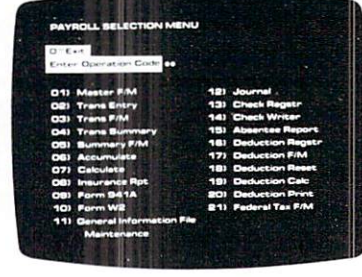 PAYROLL SELECTION MENU
0) Exit
Enter Operation Code
01) Master F/M
02) Trans Entry
03) Trans F/M
04) Trans Summary
05) Summary F/M
06) Accumulate
07) Calculate
08) Insurance Rpt
09) Form 941A
10) Form W2
11) General Information File
Maintenance
12) Journal
13) Check Regstr
14) Check Writer
15) Absentee Report
16) Deduction Regstr
17) Deduction F/M
18) Deduction Reset
19) Deduction Calc
20) Deduction Print
21) Federal Tax F/M